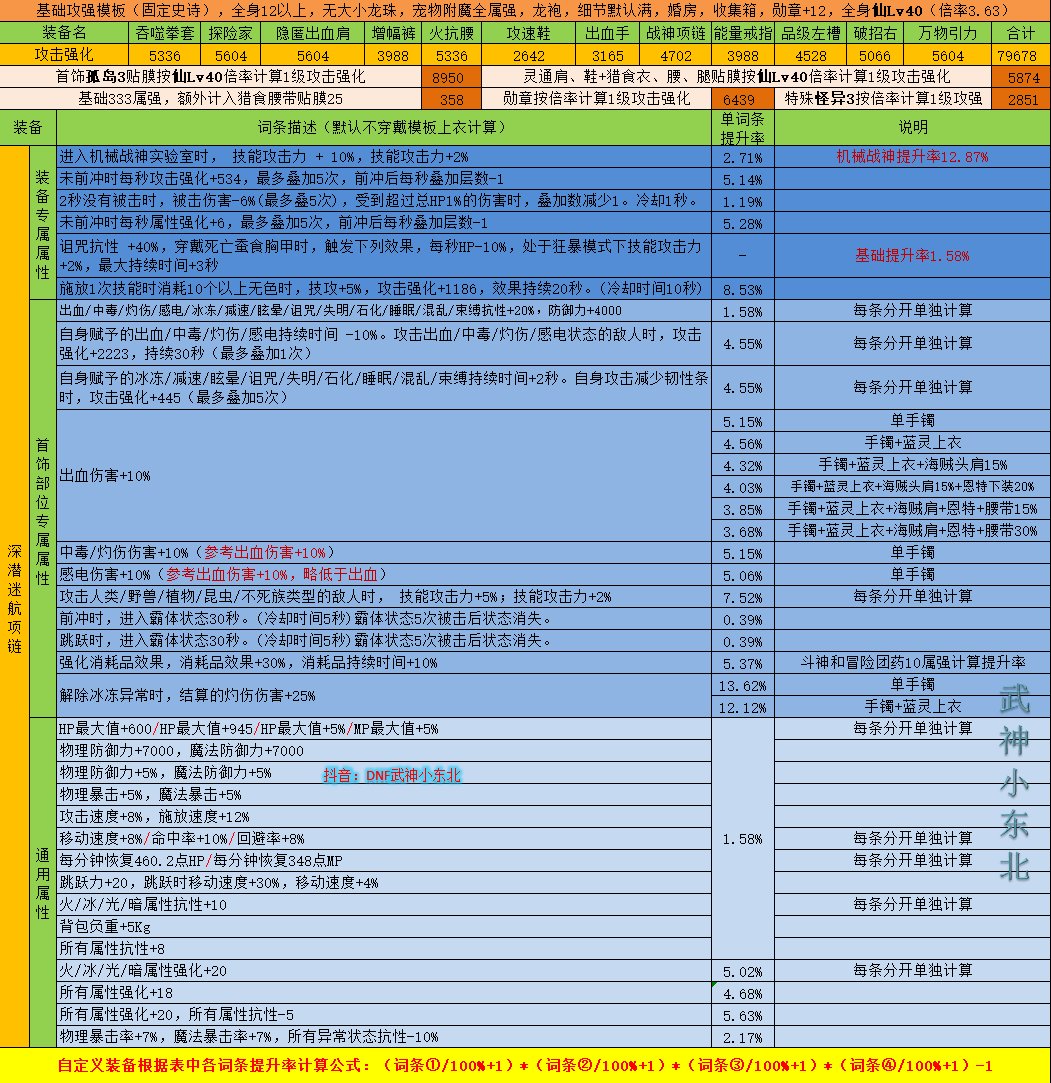 基础攻强模板（固定史诗），全身12以上，无大小龙珠，宠物附魔全属强，龙袍，细节默认满，婚房，收集箱，勋章+12，全身仙Lv40（倍率3.63）
装备名 吞噬拳套 探险家 隐匿出血肩 增幅裤 火抗腰 攻速鞋 出血手 战神项链 能量戒指 品级左槽 破招右 万物引力 合计
攻击强化 5336 5604 5604 3988 5336 2642 3165 4702 3988 4528 5066 5604 79678
首饰孤岛3贴膜按仙Lv40倍率计算1级攻击强化 8950 灵通肩、鞋+猎食衣、腰、腿贴膜按仙Lv40倍率计算1级攻击强化 5874
基础333属强，额外计入猎食腰带贴膜25 358 勋章按倍率计算1级攻击强化 6439 特殊怪异3按倍率计算1级攻强 2851
装备 词条描述（默认不穿戴模板上衣计算） 单词条提升率 说明
深潜迷航项链
装备专属属性
进入机械战神实验室时， 技能攻击力 + 10%，技能攻击力+2% 2.71% 机械战神提升率12.87%
未前冲时每秒攻击强化+534，最多叠加5次，前冲后每秒叠加层数-1 5.14%
2秒没有被击时，被击伤害-6%(最多叠5次)，受到超过总HP1%的伤害时，叠加数减少1。冷却1秒。 1.19%
未前冲时每秒属性强化+6，最多叠加5次，前冲后每秒叠加层数-1 5.28%
诅咒抗性 +40%，穿戴死亡蚕食胸甲时，触发下列效果，每秒HP-10%，处于狂暴模式下技能攻击力
+2%，最大持续时间+3秒 - 基础提升率1.58%
施放1次技能时消耗10个以上无色时，技攻+5%，攻击强化+1186，效果持续20秒。（冷却时间10秒） 8.53%
首饰部位专属属性
出血/中毒/灼伤/感电/冰冻/减速/眩晕/诅咒/失明/石化/睡眠/混乱/束缚抗性+20%，防御力+4000 1.58% 每条分开单独计算
自身赋予的出血/中毒/灼伤/感电持续时间 -10%。攻击出血/中毒/灼伤/感电状态的敌人时，攻击
强化+2223，持续30秒（最多叠加1次） 4.55% 每条分开单独计算
自身赋予的冰冻/减速/眩晕/诅咒/失明/石化/睡眠/混乱/束缚持续时间+2秒。自身攻击减少韧性条
时，攻击强化+445（最多叠加5次） 4.55% 每条分开单独计算
出血伤害+10%
5.15% 单手镯
4.56% 手镯+蓝灵上衣
4.32% 手镯+蓝灵上衣+海贼头肩15%
4.03% 手镯+蓝灵上衣+海贼头肩15%+恩特下装20%
3.85% 手镯+蓝灵上衣+海贼肩+恩特+腰带15%
3.68% 手镯+蓝灵上衣+海贼肩+恩特+腰带30%
中毒/灼伤伤害+10%（参考出血伤害+10%） 5.15% 单手镯
感电伤害+10%（参考出血伤害+10%，略低于出血） 5.06% 单手镯
攻击人类/野兽/植物/昆虫/不死族类型的敌人时， 技能攻击力+5%；技能攻击力+2% 7.52% 每条分开单独计算
前冲时，进入霸体状态30秒。（冷却时间5秒）霸体状态5次被击后状态消失。 0.39%
跳跃时，进入霸体状态30秒。（冷却时间5秒）霸体状态5次被击后状态消失。 0.39%
强化消耗品效果，消耗品效果+30%，消耗品持续时间+10% 5.37% 斗神和冒险团药10属强计算提升率
解除冰冻异常时，结算的灼伤伤害+25%
13.62% 单手镯
12.12% 手镯+蓝灵上衣
通用属性
HP最大值+600/HP最大值+945/HP最大值+5%/MP最大值+5% 每条分开单独计算
物理防御力+7000，魔法防御力+7000
物理防御力+5%，魔法防御力+5% 抖音：DNF武神小东北
物理暴击+5%，魔法暴击+5%
攻击速度+8%，施放速度+12%
移动速度+8%/命中率+10%/回避率+8% 1.58% 每条分开单独计算
每分钟恢复460.2点HP/每分钟恢复348点MP 每条分开单独计算
跳跃力+20，跳跃时移动速度+30%，移动速度+4%
火/冰/光/暗属性抗性+10 每条分开单独计算
背包负重+5Kg
所有属性抗性+8
火/冰/光/暗属性强化+20 5.02% 每条分开单独计算
所有属性强化+18 4.68%
所有属性强化+20，所有属性抗性-5 5.63%
物理暴击率+7%，魔法暴击率+7%，所有异常状态抗性-10% 2.17%
武神小东北
自定义装备根据表中各词条提升率计算公式：（词条①/100%+1）*（词条②/100%+1）*（词条③/100%+1）*（词条④/100%+1）-1